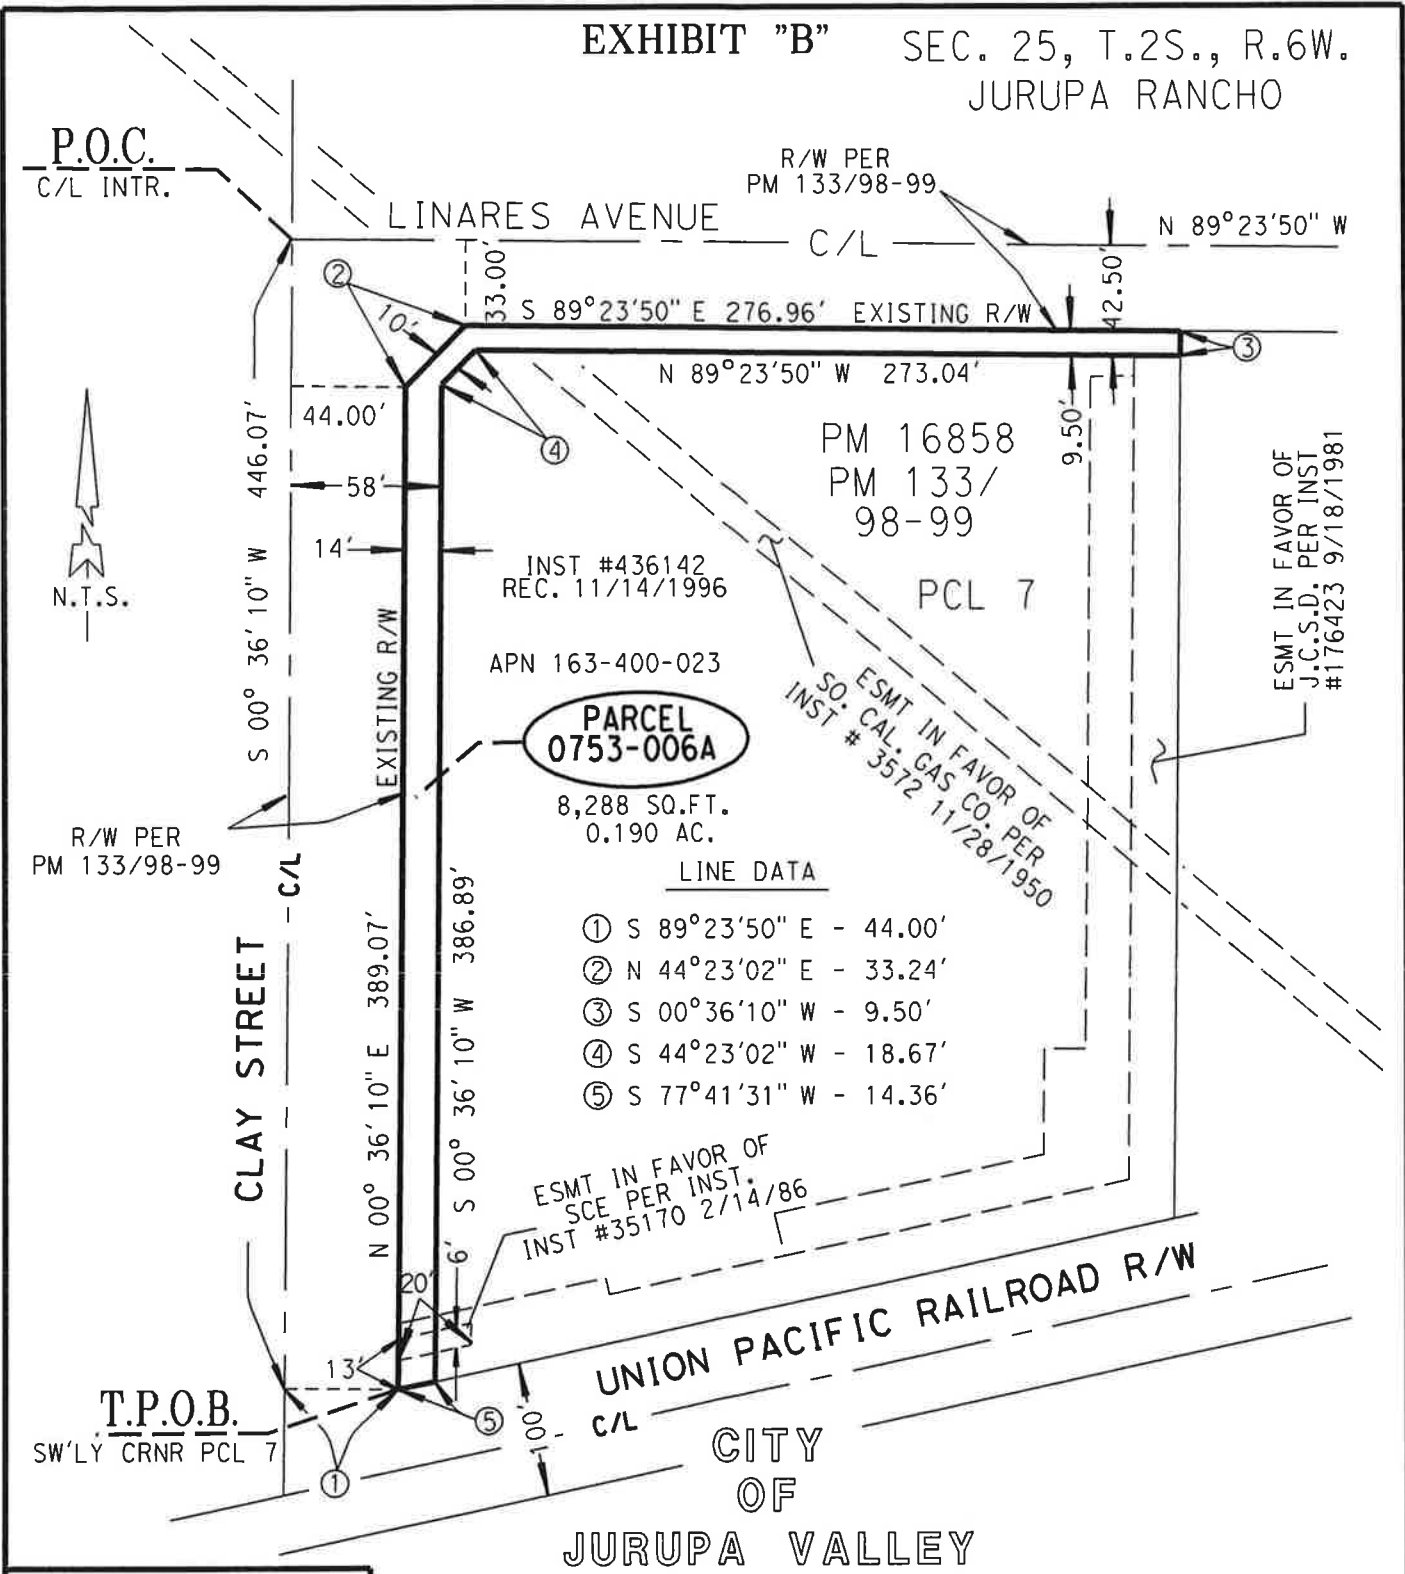 EXHIBIT "B"
SEC. 25, T.2S., R.6W.
JURUPA RANCHO
P.O.C.
C/L INTR.
R/W PER
PM 133/98-99
LINARES AVENUE
C/L
N 89°23'50" W
33.00'
42.50'
②
10'
S 89°23'50" E 276.96' EXISTING R/W
③
N 89°23'50" W 273.04'
44.00'
④
9.50'
58'
14'
S 00° 36' 10" W 446.07'
N.T.S.
PM 16858
PM 133/
98-99
PCL 7
INST #436142
REC. 11/14/1996
APN 163-400-023
EXISTING R/W
PARCEL
0753-006A
8,288 SQ.FT.
0.190 AC.
ESMT IN FAVOR OF
SO. CAL. GAS CO. PER
INST # 3572 11/28/1950
ESMT IN FAVOR OF
J.C.S.D. PER INST
#176423 9/18/1981
R/W PER
PM 133/98-99
C/L
CLAY STREET
N 00° 36' 10" E 389.07'
S 00° 36' 10" W 386.89'
LINE DATA
① S 89°23'50" E - 44.00'
② N 44°23'02" E - 33.24'
③ S 00°36'10" W - 9.50'
④ S 44°23'02" W - 18.67'
⑤ S 77°41'31" W - 14.36'
ESMT IN FAVOR OF
SCE PER INST.
INST #35170 2/14/86
6'
20'
13'
T.P.O.B.
SW'LY CRNR PCL 7
①
⑤
100'
UNION PACIFIC RAILROAD R/W
C/L
CITY
OF
JURUPA VALLEY